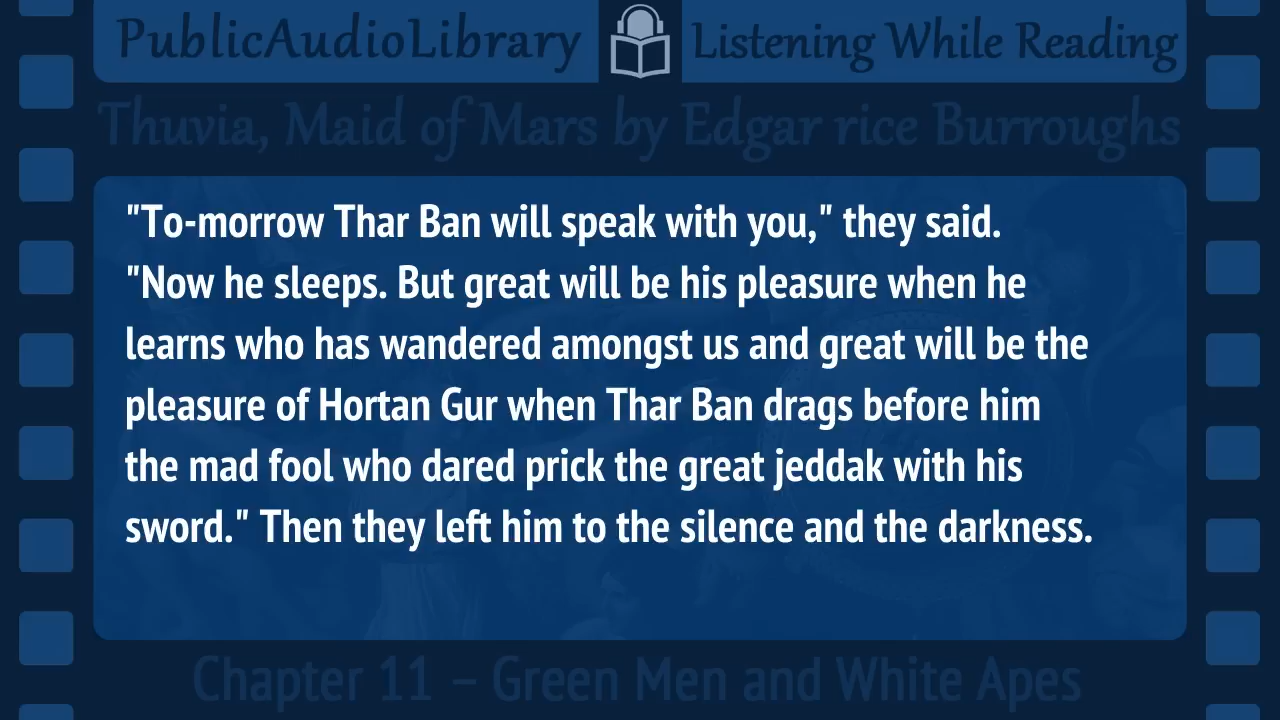 PublicAudioLibrary Listening While Reading
Thuvia, Maid of Mars by Edgar rice Burroughs
"To-morrow Thar Ban will speak with you," they said.
"Now he sleeps. But great will be his pleasure when he
learns who has wandered amongst us and great will be the
pleasure of Hortan Gur when Thar Ban drags before him
the mad fool who dared prick the great jeddak with his
sword." Then they left him to the silence and the darkness.
Chapter 11 – Green Men and White Apes